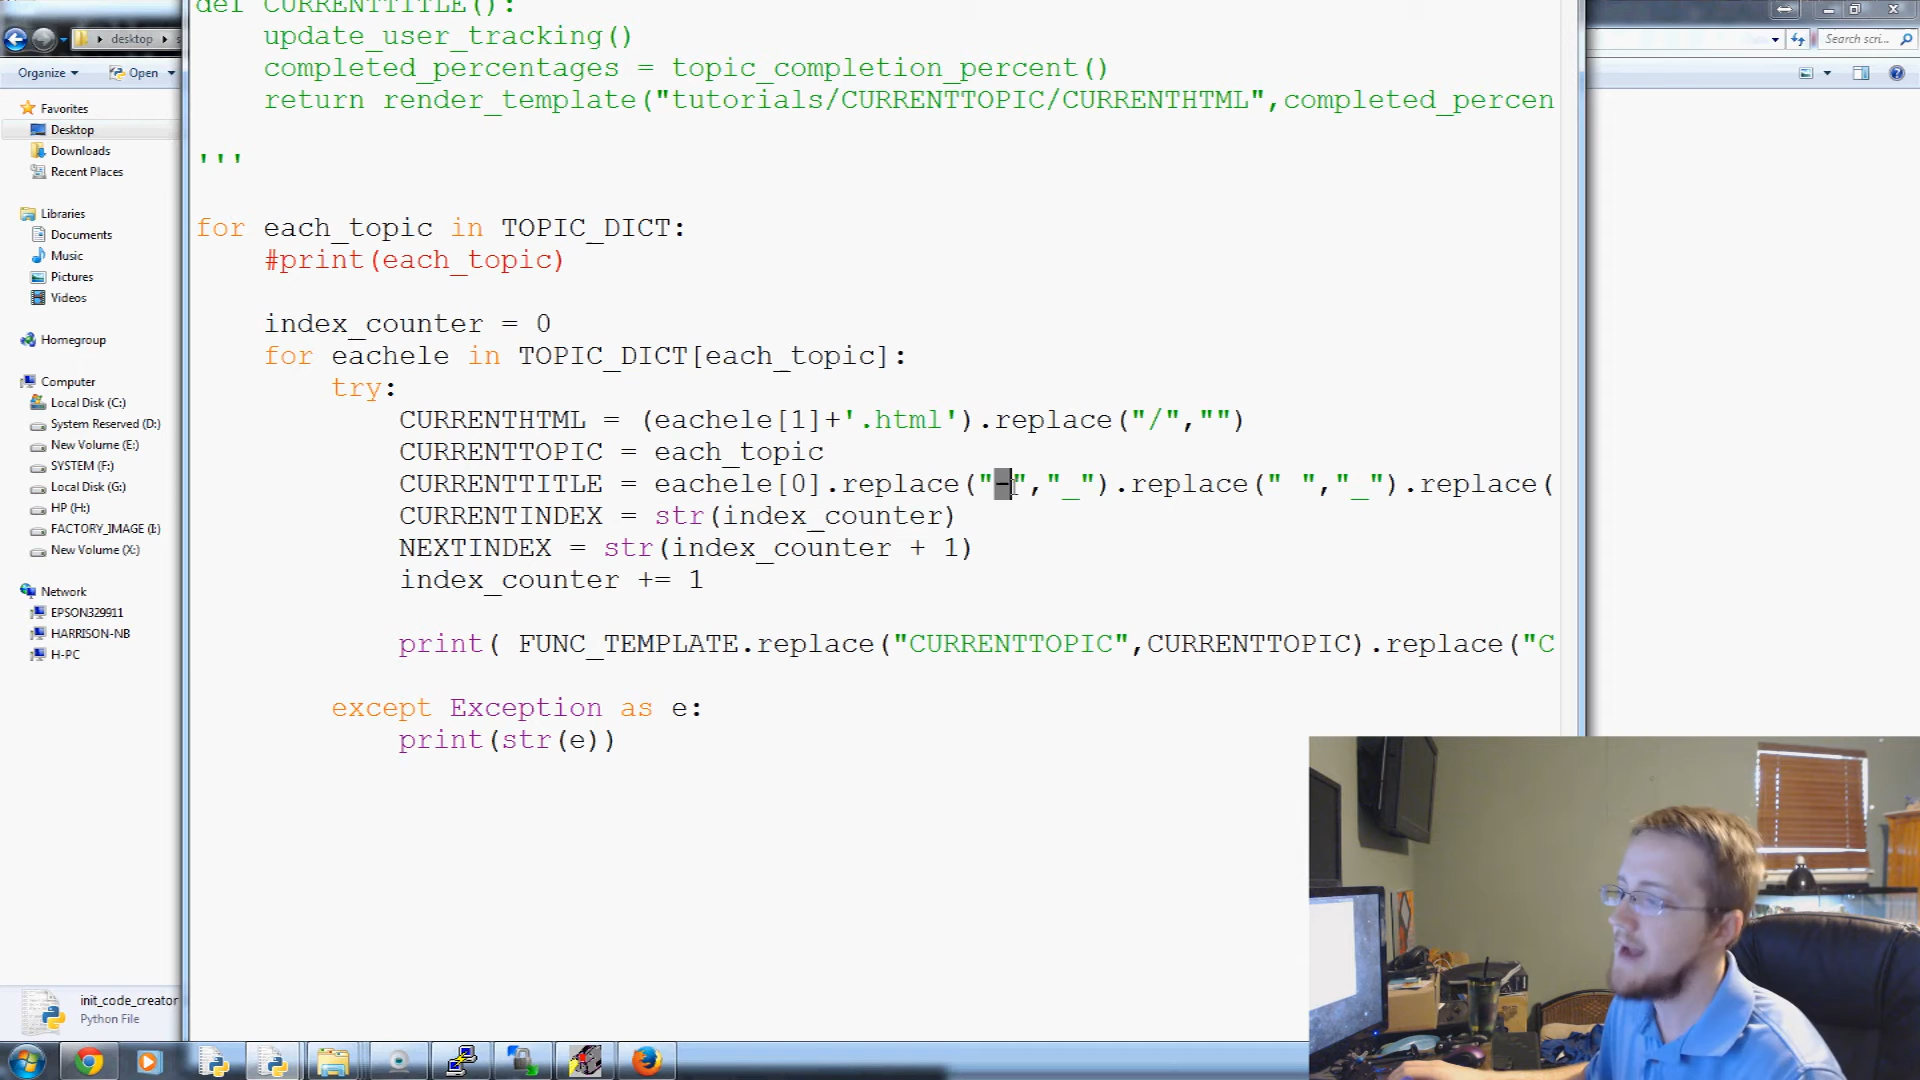 def CURRENTTITLE():
update_user_tracking()
completed_percentages = topic_completion_percent()
return render_template("tutorials/CURRENTTOPIC/CURRENTHTML",completed_percen
'''
for each_topic in TOPIC_DICT:
#print(each_topic)
index_counter = 0
for eachele in TOPIC_DICT[each_topic]:
try:
CURRENTHTML = (eachele[1]+'.html').replace("/","")
CURRENTTOPIC = each_topic
CURRENTTITLE = eachele[0].replace("-","_").replace(" ","_").replace(
CURRENTINDEX = str(index_counter)
NEXTINDEX = str(index_counter + 1)
index_counter += 1
print( FUNC_TEMPLATE.replace("CURRENTTOPIC",CURRENTTOPIC).replace("C
except Exception as e:
print(str(e))
desktop
Search scri...
Organize
Open
Favorites
Desktop
Downloads
Recent Places
Libraries
Documents
Music
Pictures
Videos
Homegroup
Computer
Local Disk (C:)
System Reserved (D:)
New Volume (E:)
SYSTEM (F:)
Local Disk (G:)
HP (H:)
FACTORY_IMAGE (I:)
New Volume (X:)
Network
EPSON329911
HARRISON-NB
H-PC
init_code_creator
Python File